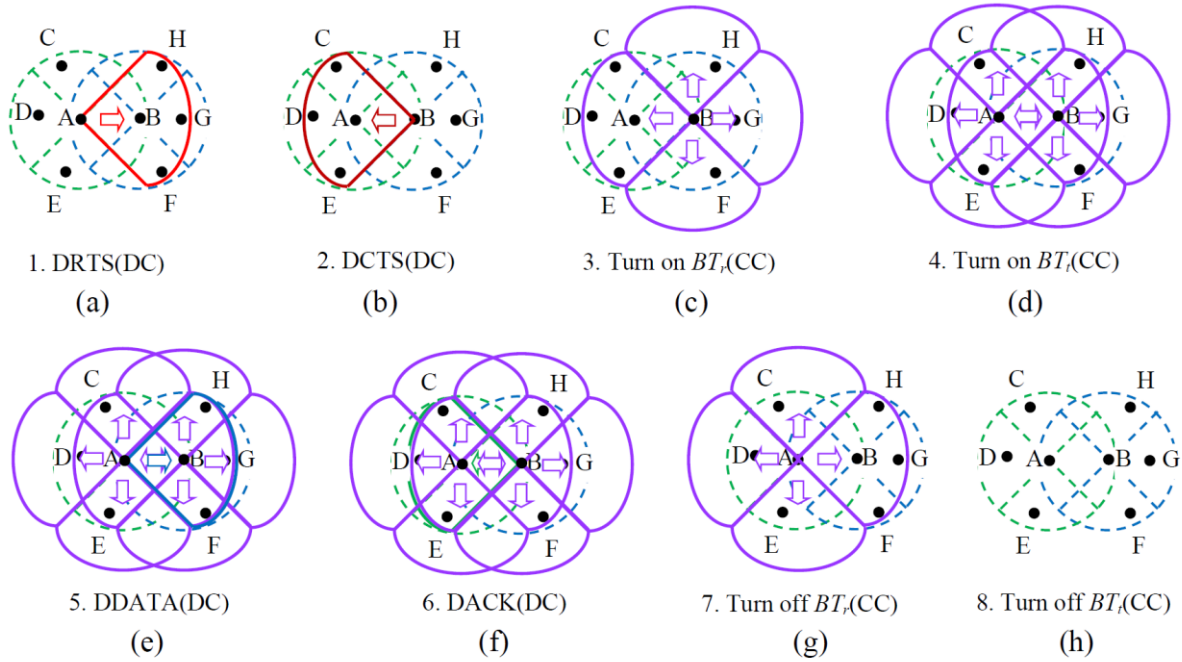 C H C H C H C H
D A B G D A B G D A B G D A B G
E F E F E F E F
1. DRTS(DC) 2. DCTS(DC) 3. Turn on BTr(CC) 4. Turn on BTt(CC)
(a) (b) (c) (d)
C H C H C H C H
D A B G D A B G D A B G D A B G
E F E F E F E F
5. DDATA(DC) 6. DACK(DC) 7. Turn off BTr(CC) 8. Turn off BTt(CC)
(e) (f) (g) (h)